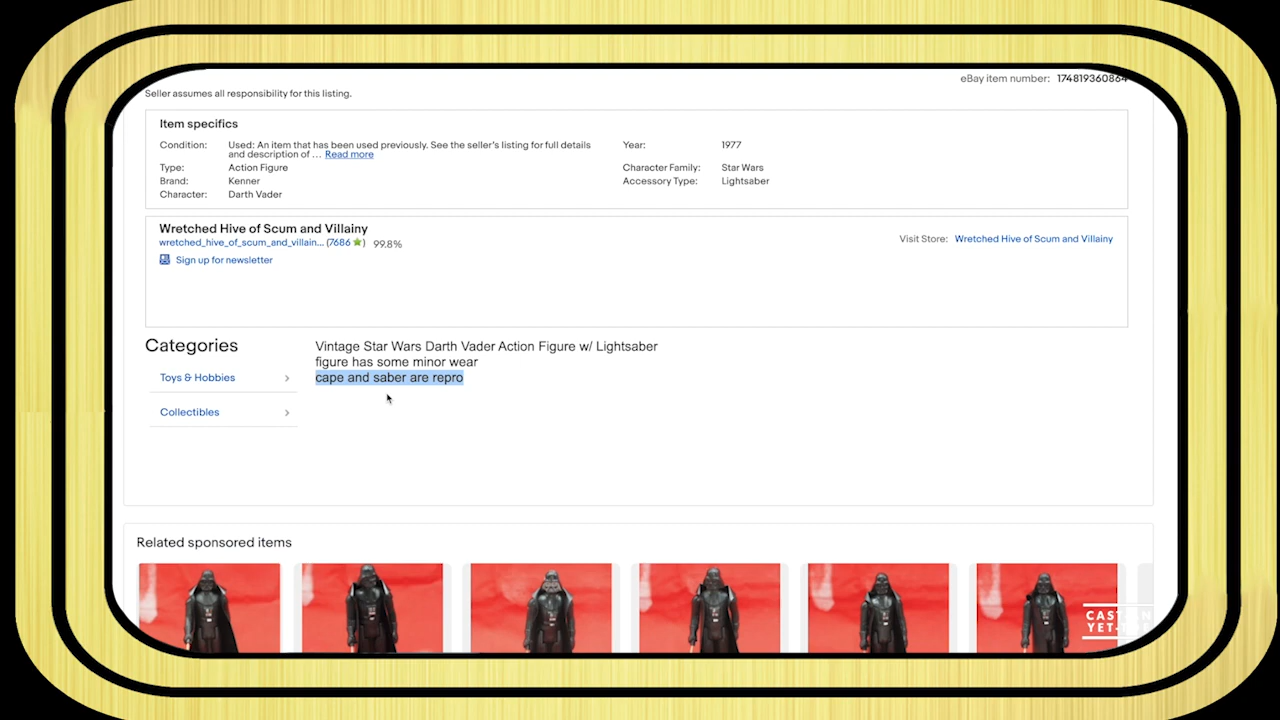 eBay item number: 174819360864
Seller assumes all responsibility for this listing.
Item specifics
Condition: Used: An item that has been used previously. See the seller's listing for full details and description of ... Read more
Year: 1977
Type: Action Figure
Character Family: Star Wars
Brand: Kenner
Accessory Type: Lightsaber
Character: Darth Vader
Wretched Hive of Scum and Villainy
wretched_hive_of_scum_and_villain... (7686 ) 99.8%
Visit Store: Wretched Hive of Scum and Villainy
Sign up for newsletter
Categories
Toys & Hobbies
Collectibles
Vintage Star Wars Darth Vader Action Figure w/ Lightsaber
figure has some minor wear
cape and saber are repro
Related sponsored items